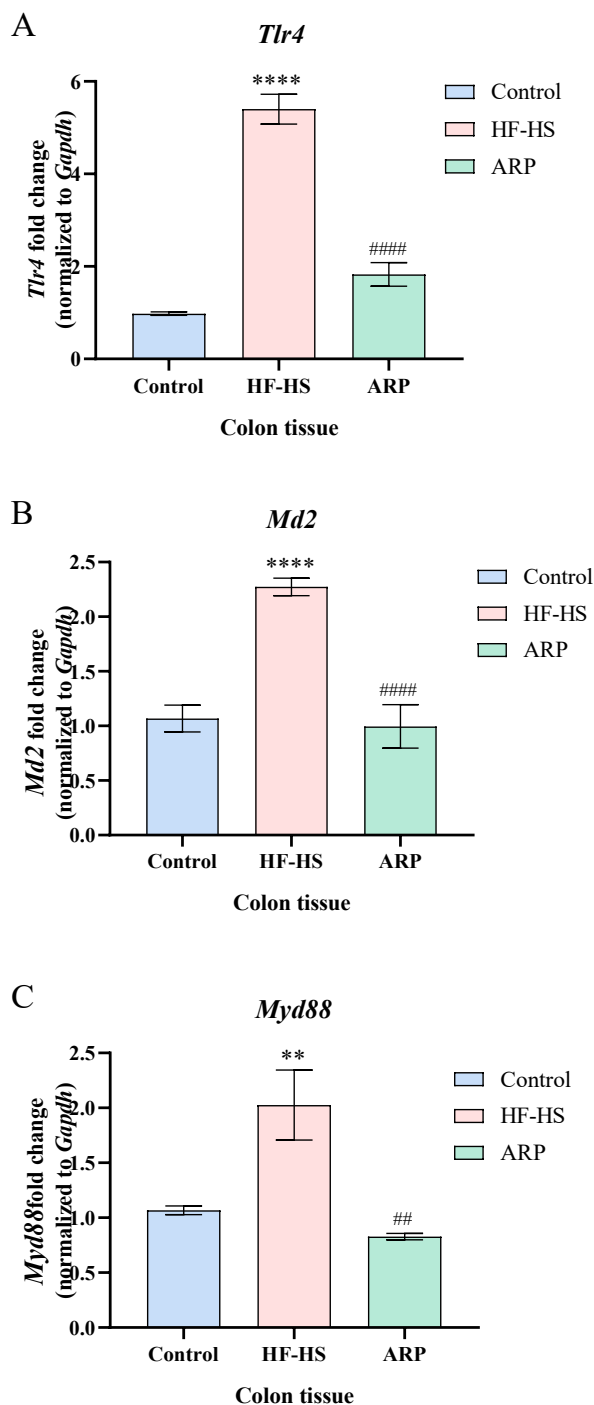 A
Tlr4
Tlr4 fold change
(normalized to Gapdh)
6
4
2
0
****
####
Control
HF-HS
ARP
Control
HF-HS
ARP
Colon tissue
B
Md2
Md2 fold change
(normalized to Gapdh)
2.5
2.0
1.5
1.0
0.5
0.0
****
####
Control
HF-HS
ARP
Control
HF-HS
ARP
Colon tissue
C
Myd88
Myd88fold change
(normalized to Gapdh)
2.5
2.0
1.5
1.0
0.5
0.0
**
##
Control
HF-HS
ARP
Control
HF-HS
ARP
Colon tissue